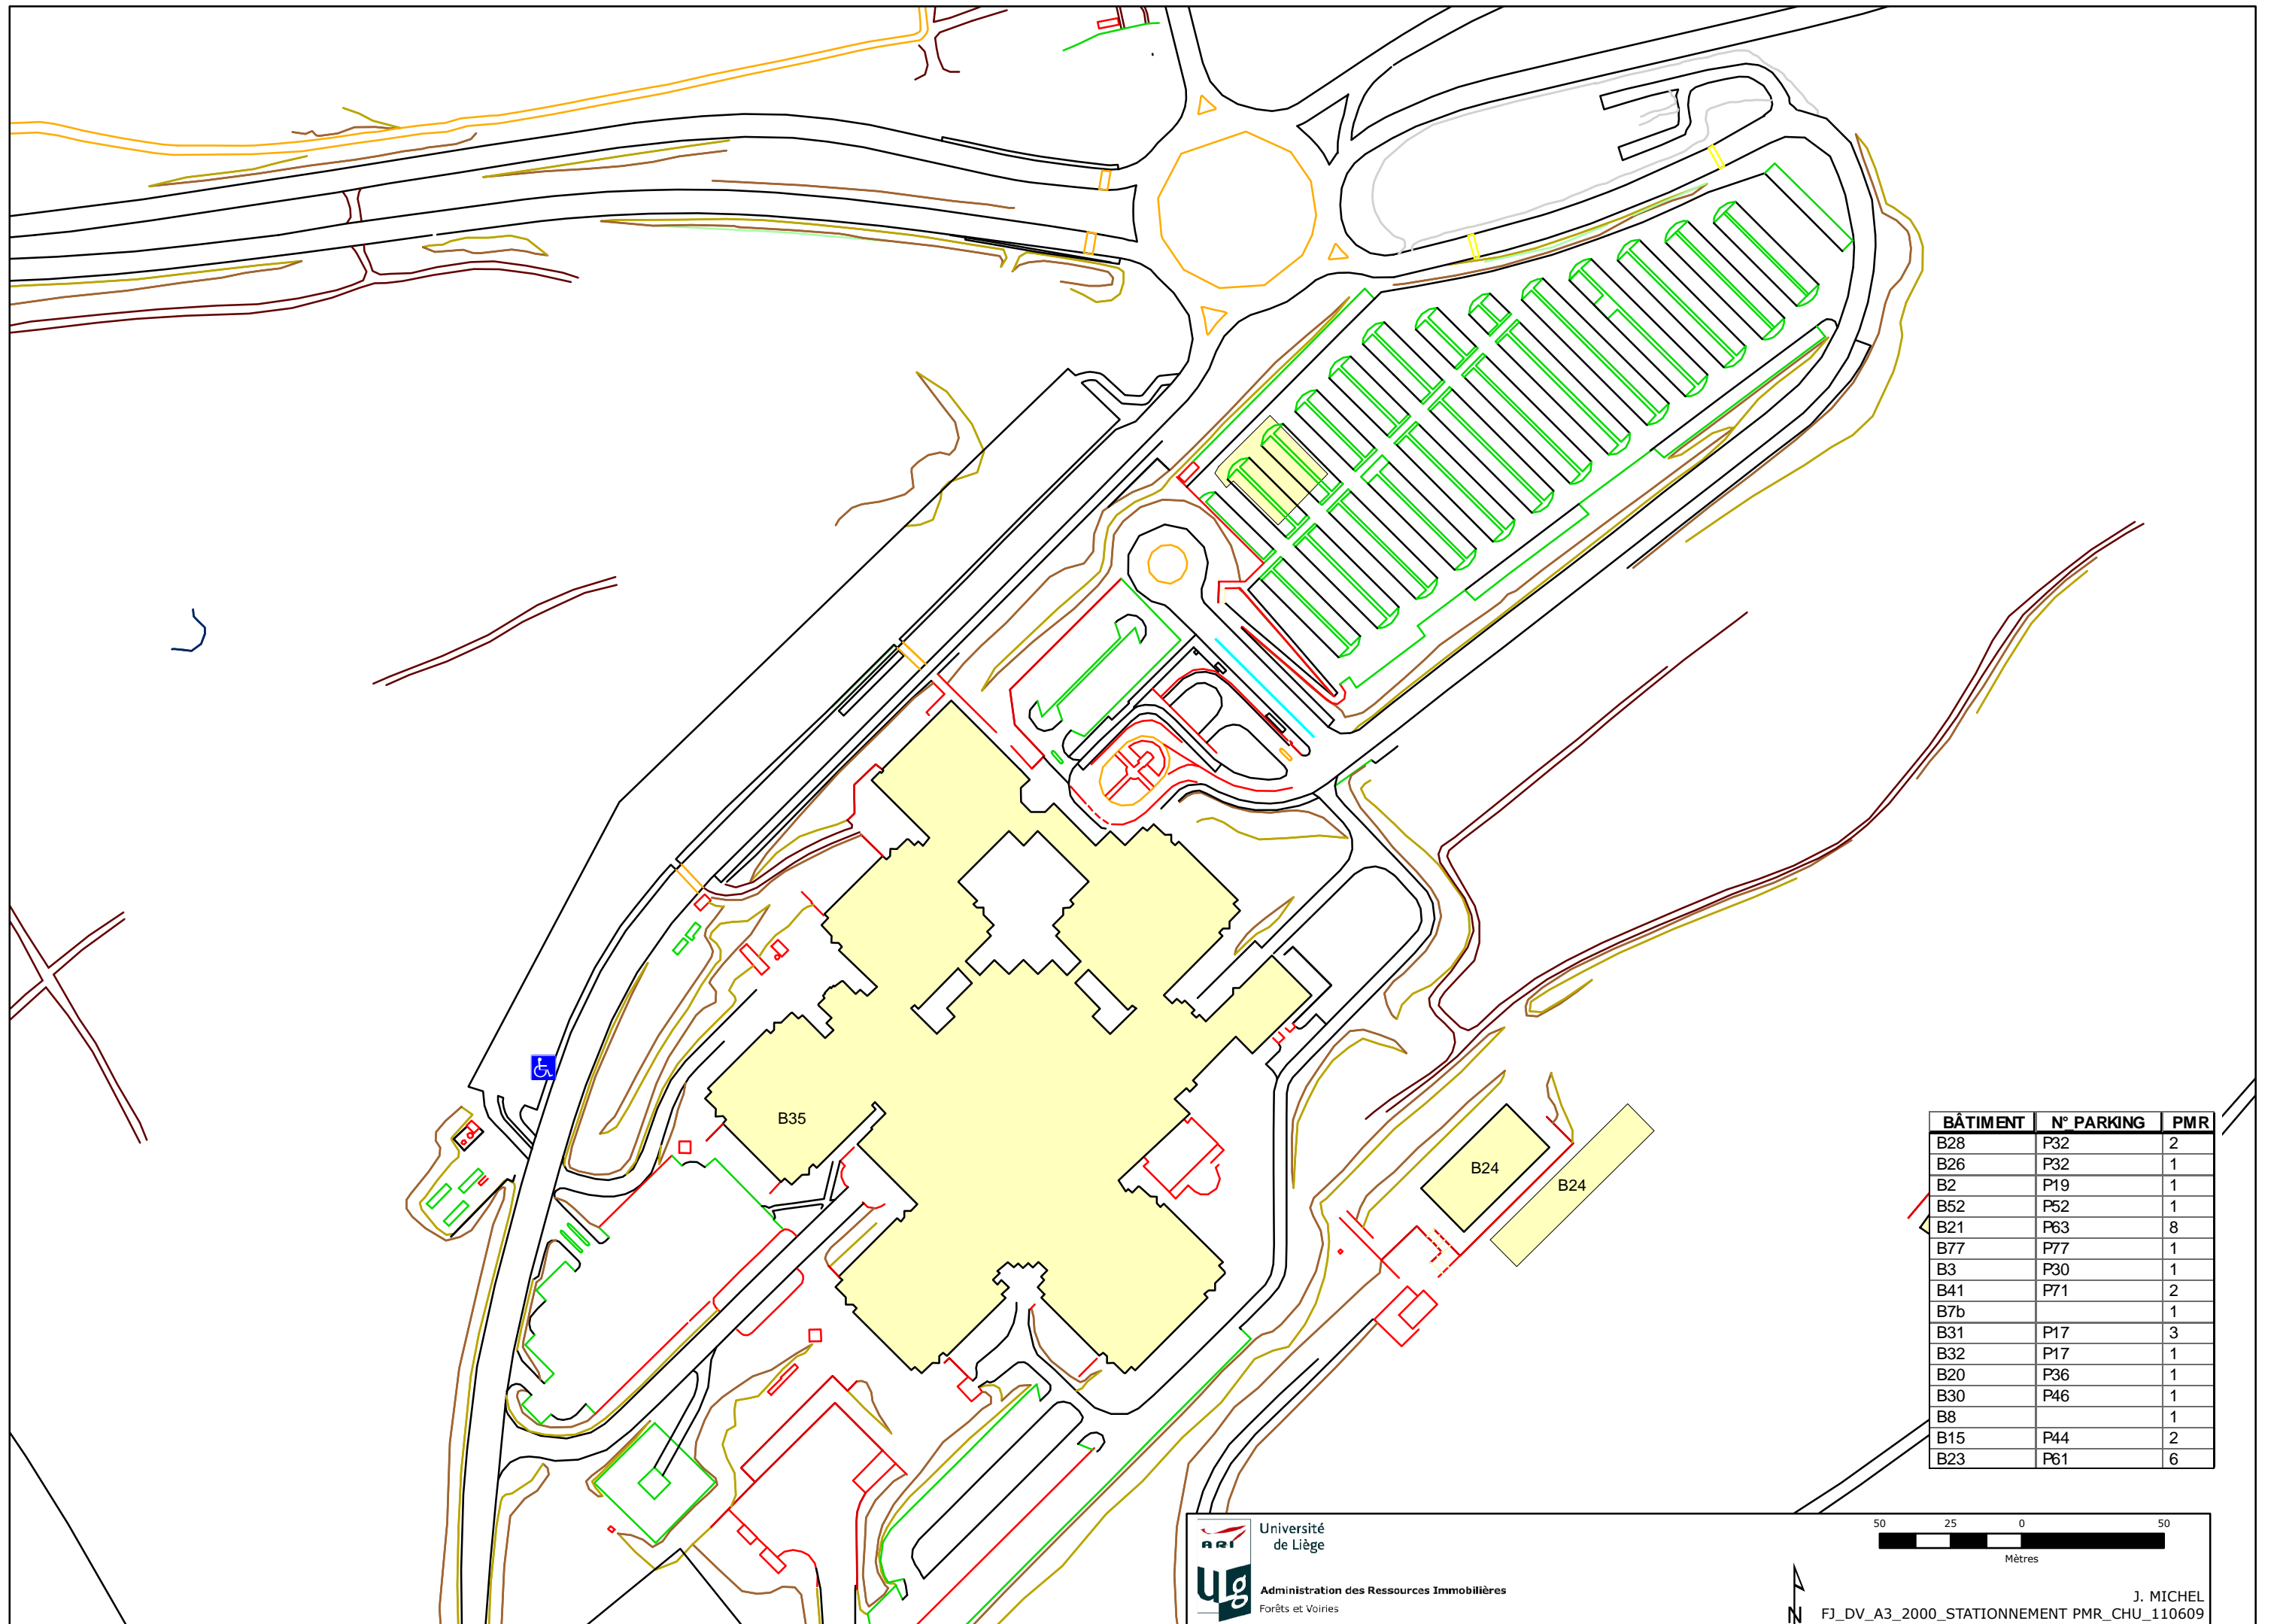 B35
B24
B24
BÂTIMENT N°_PARKING PMR
B28 P32 2
B26 P32 1
B2 P19 1
B52 P52 1
B21 P63 8
B77 P77 1
B3 P30 1
B41 P71 2
B7b 1
B31 P17 3
B32 P17 1
B20 P36 1
B30 P46 1
B8 1
B15 P44 2
B23 P61 6
ARI
Université
de Liège
ULg
Administration des Ressources Immobilières
Forêts et Voiries
50 25 0 50
Mètres
N
J. MICHEL
FJ_DV_A3_2000_STATIONNEMENT PMR_CHU_110609